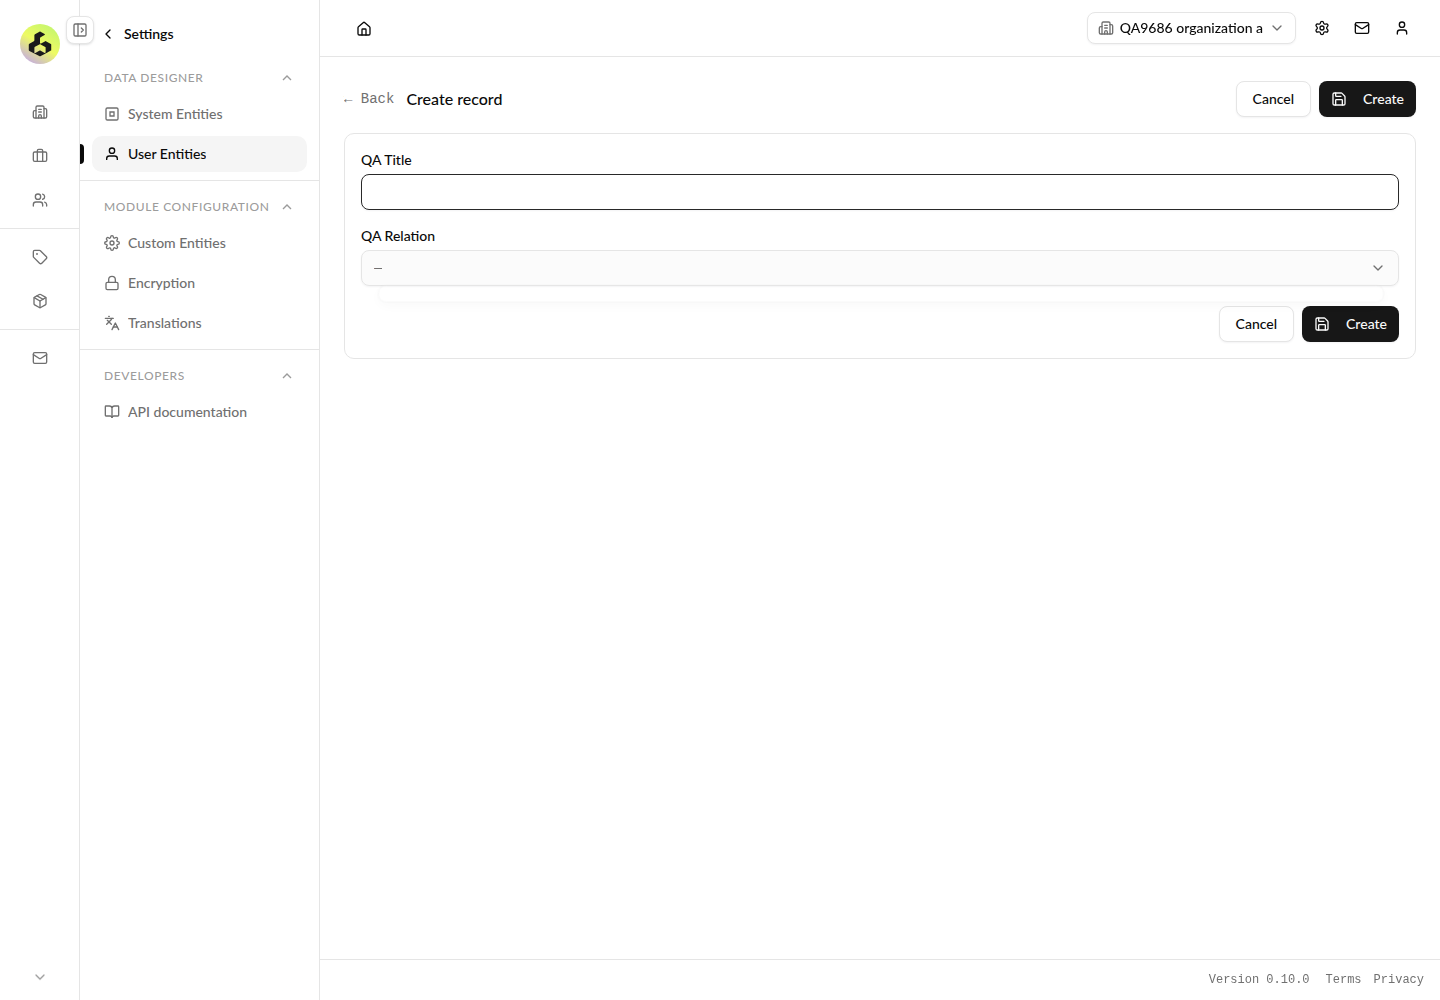 Settings
QA9686 organization a
DATA DESIGNER
System Entities
User Entities
MODULE CONFIGURATION
Custom Entities
Encryption
Translations
DEVELOPERS
API documentation
← Back Create record
Cancel
Create
QA Title
QA Relation
—
Cancel
Create
Version 0.10.0 Terms Privacy